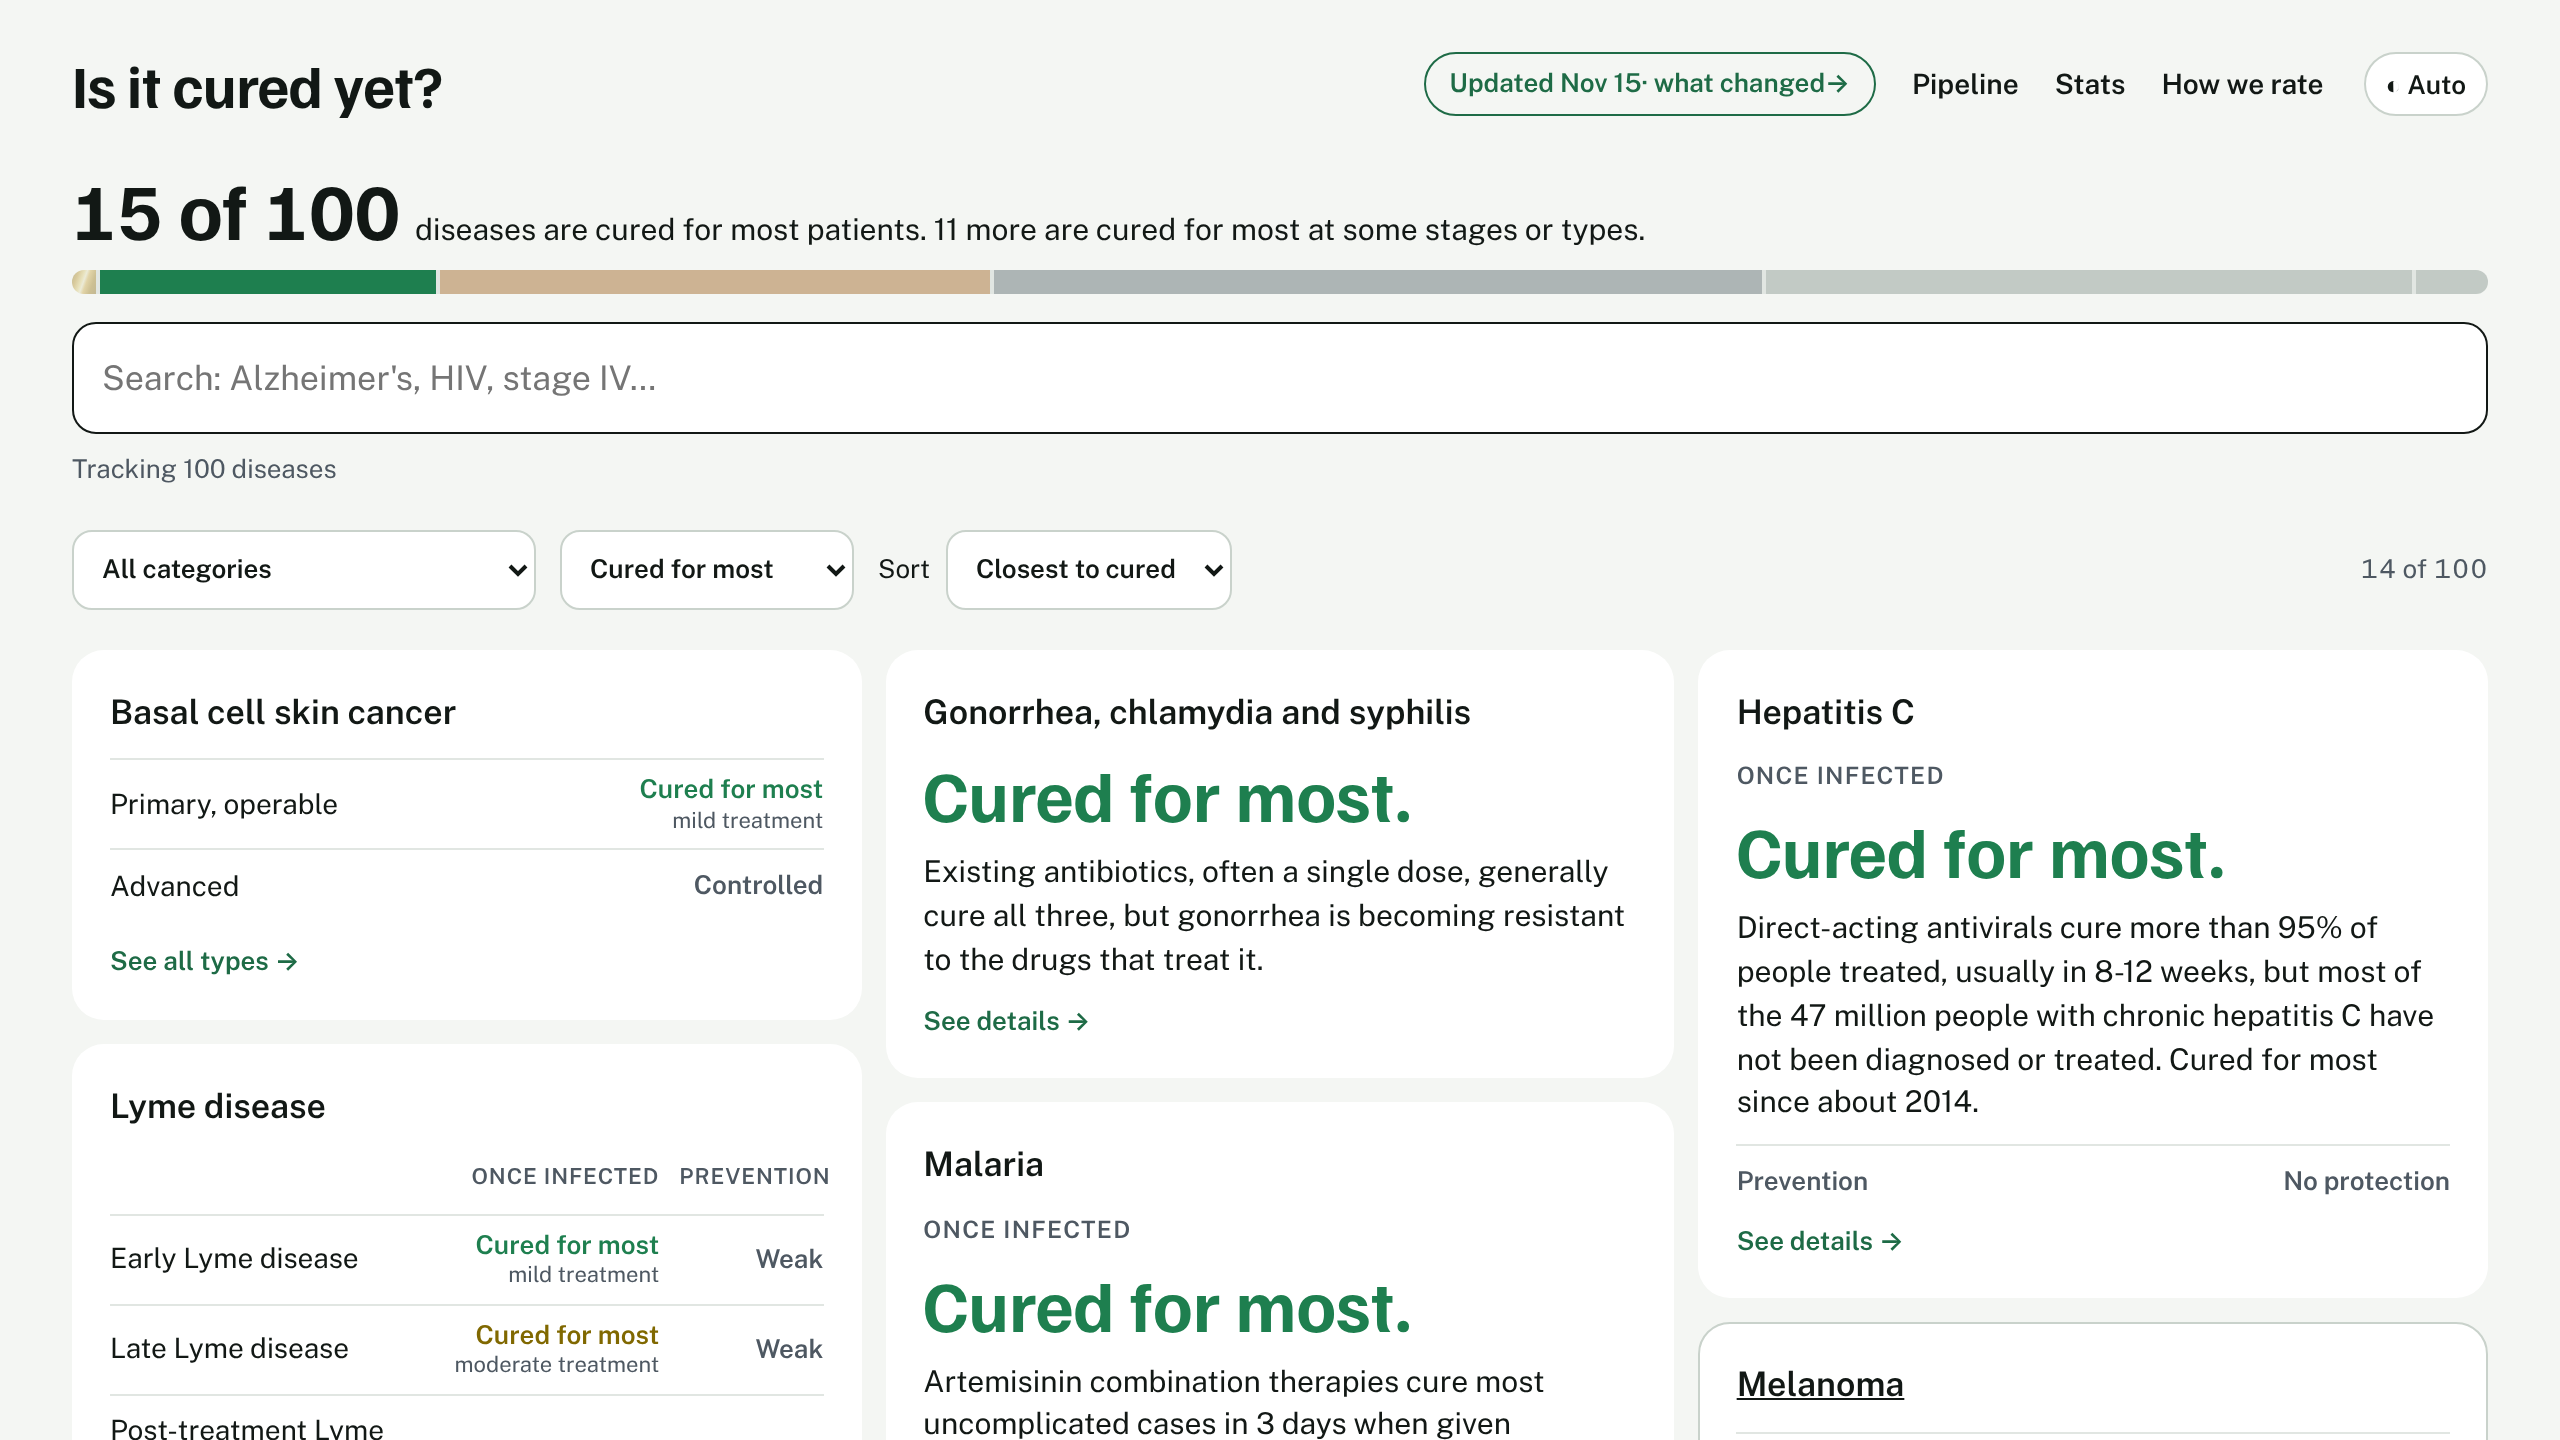 Is it cured yet?
Updated Nov 15· what changed→
Pipeline
Stats
How we rate
Auto
15 of 100 diseases are cured for most patients. 11 more are cured for most at some stages or types.
Search: Alzheimer's, HIV, stage IV...
Tracking 100 diseases
All categories
Cured for most
Sort
Closest to cured
14 of 100
Basal cell skin cancer
Primary, operable
Cured for most
mild treatment
Advanced
Controlled
See all types →
Lyme disease
ONCE INFECTED PREVENTION
Early Lyme disease
Cured for most
mild treatment
Weak
Late Lyme disease
Cured for most
moderate treatment
Weak
Post-treatment Lyme
Gonorrhea, chlamydia and syphilis
Cured for most.
Existing antibiotics, often a single dose, generally
cure all three, but gonorrhea is becoming resistant
to the drugs that treat it.
See details →
Malaria
ONCE INFECTED
Cured for most.
Artemisinin combination therapies cure most
uncomplicated cases in 3 days when given
Hepatitis C
ONCE INFECTED
Cured for most.
Direct-acting antivirals cure more than 95% of
people treated, usually in 8-12 weeks, but most of
the 47 million people with chronic hepatitis C have
not been diagnosed or treated. Cured for most
since about 2014.
Prevention
No protection
See details →
Melanoma